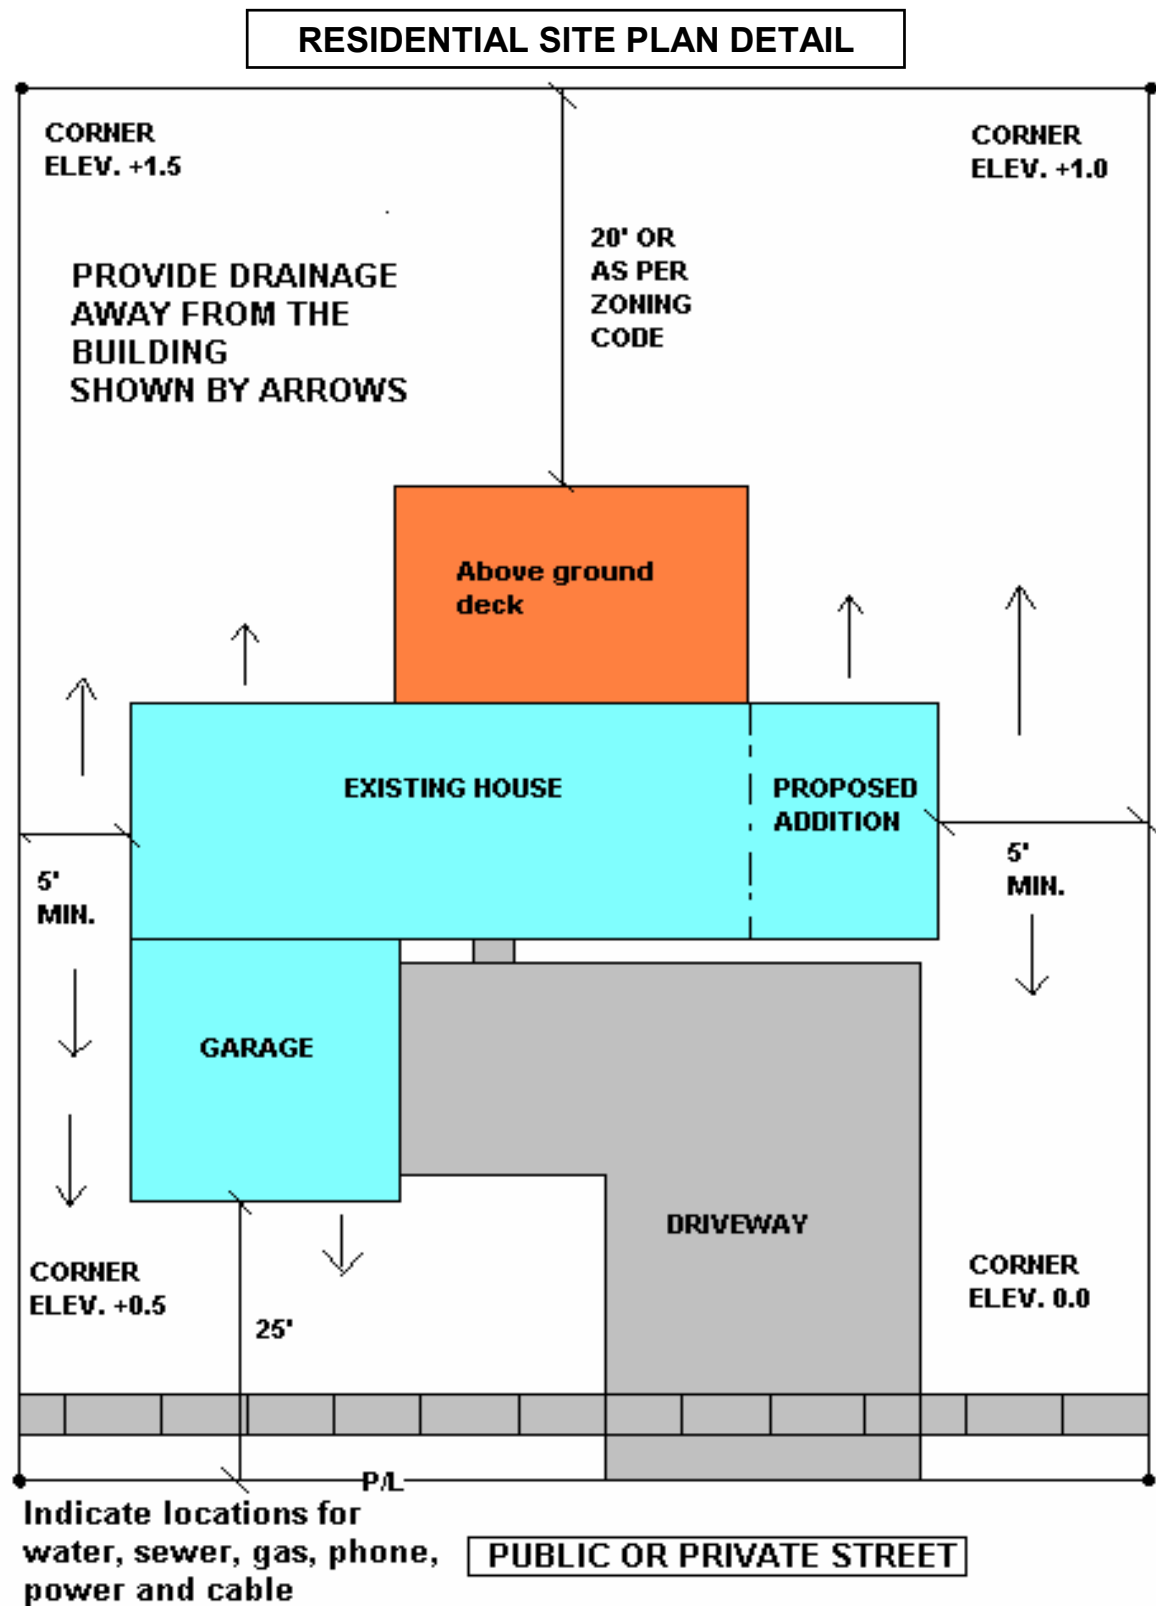 RESIDENTIAL SITE PLAN DETAIL
CORNER
ELEV. +1.5
CORNER
ELEV. +1.0
20' OR
AS PER
ZONING
CODE
PROVIDE DRAINAGE
AWAY FROM THE
BUILDING
SHOWN BY ARROWS
Above ground
deck
EXISTING HOUSE
PROPOSED
ADDITION
5'
MIN.
5'
MIN.
GARAGE
DRIVEWAY
CORNER
ELEV. +0.5
CORNER
ELEV. 0.0
25'
P/L
Indicate locations for
water, sewer, gas, phone,
power and cable
PUBLIC OR PRIVATE STREET